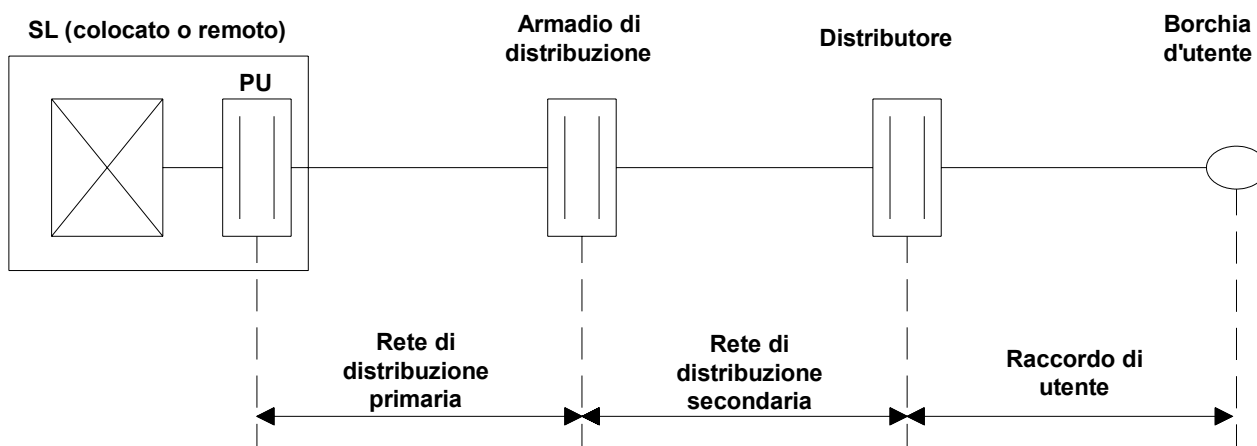 SL (colocato o remoto)
PU
Armadio di
distribuzione
Distributore
Borchia
d'utente
Rete di
distribuzione
primaria
Rete di
distribuzione
secondaria
Raccordo di
utente